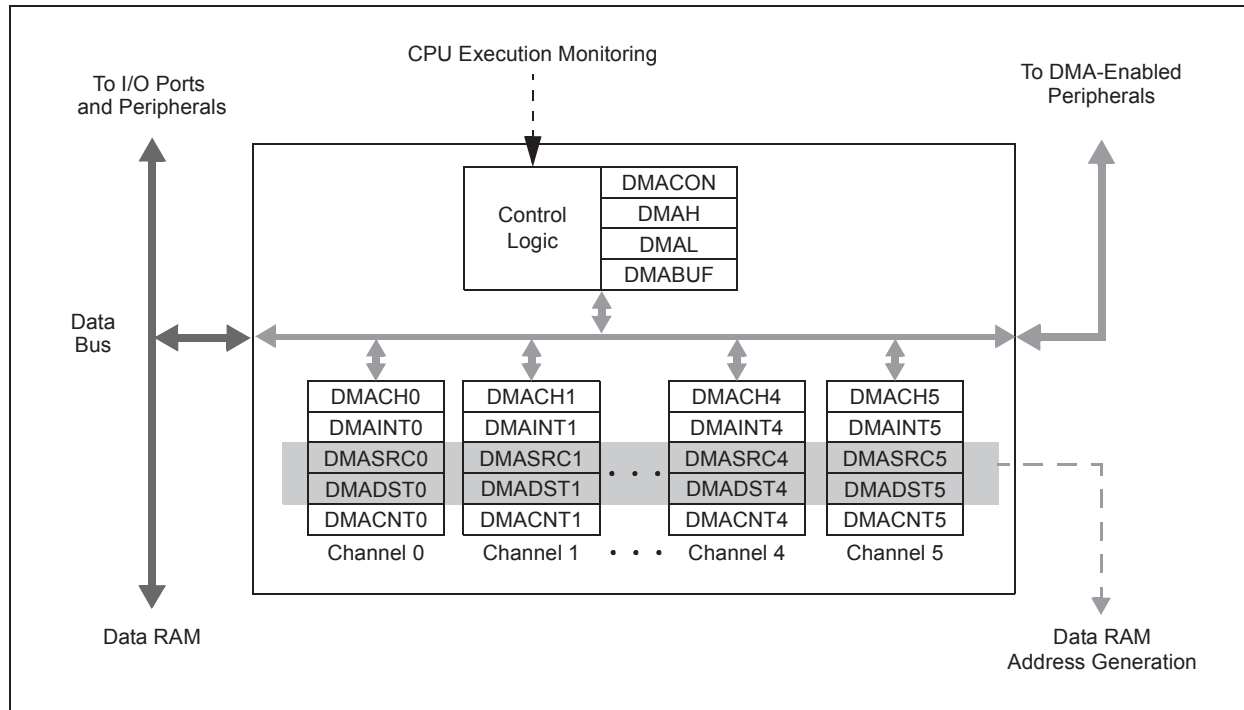 CPU Execution Monitoring
To I/O Ports
and Peripherals
To DMA-Enabled
Peripherals
Control
Logic
DMACON
DMAH
DMAL
DMABUF
Data
Bus
DMACH0
DMAINT0
DMASRC0
DMADST0
DMACNT0
Channel 0
DMACH1
DMAINT1
DMASRC1
DMADST1
DMACNT1
Channel 1
. . .
. . .
DMACH4
DMAINT4
DMASRC4
DMADST4
DMACNT4
Channel 4
DMACH5
DMAINT5
DMASRC5
DMADST5
DMACNT5
Channel 5
Data RAM
Data RAM
Address Generation